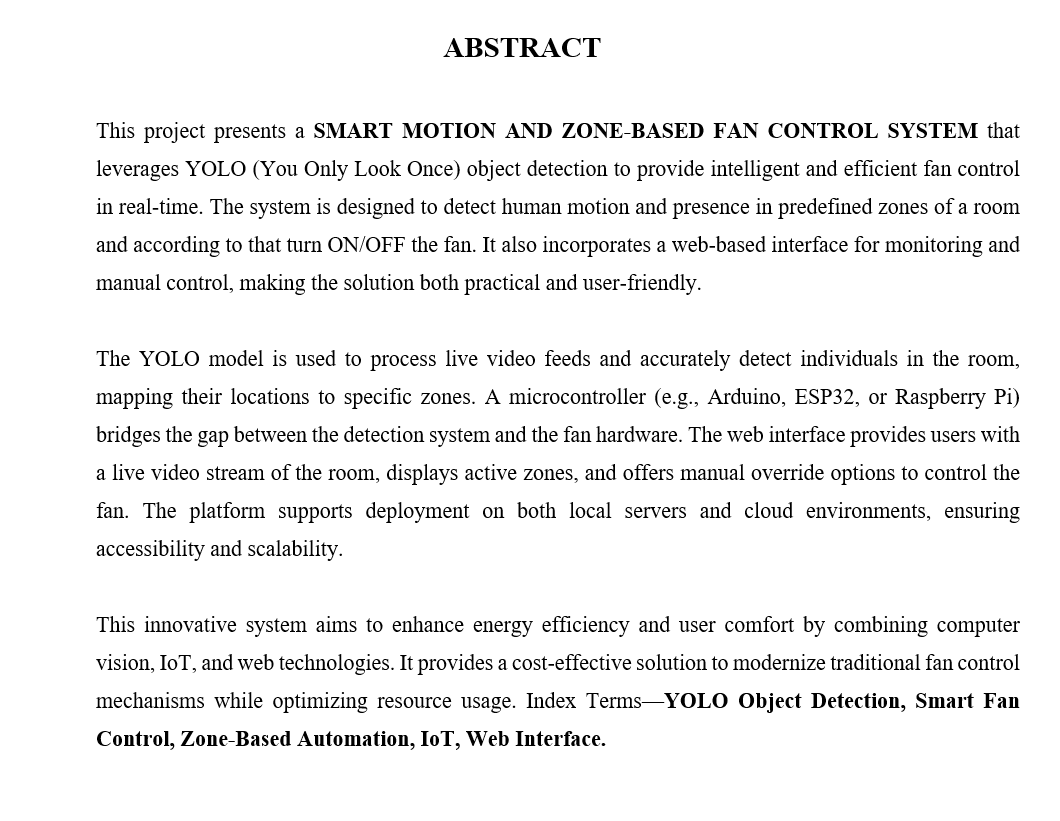 ABSTRACT
This project presents a SMART MOTION AND ZONE-BASED FAN CONTROL SYSTEM that
leverages YOLO (You Only Look Once) object detection to provide intelligent and efficient fan control
in real-time. The system is designed to detect human motion and presence in predefined zones of a room
and according to that turn ON/OFF the fan. It also incorporates a web-based interface for monitoring and
manual control, making the solution both practical and user-friendly.
The YOLO model is used to process live video feeds and accurately detect individuals in the room,
mapping their locations to specific zones. A microcontroller (e.g., Arduino, ESP32, or Raspberry Pi)
bridges the gap between the detection system and the fan hardware. The web interface provides users with
a live video stream of the room, displays active zones, and offers manual override options to control the
fan. The platform supports deployment on both local servers and cloud environments, ensuring
accessibility and scalability.
This innovative system aims to enhance energy efficiency and user comfort by combining computer
vision, IoT, and web technologies. It provides a cost-effective solution to modernize traditional fan control
mechanisms while optimizing resource usage. Index Terms—YOLO Object Detection, Smart Fan
Control, Zone-Based Automation, IoT, Web Interface.